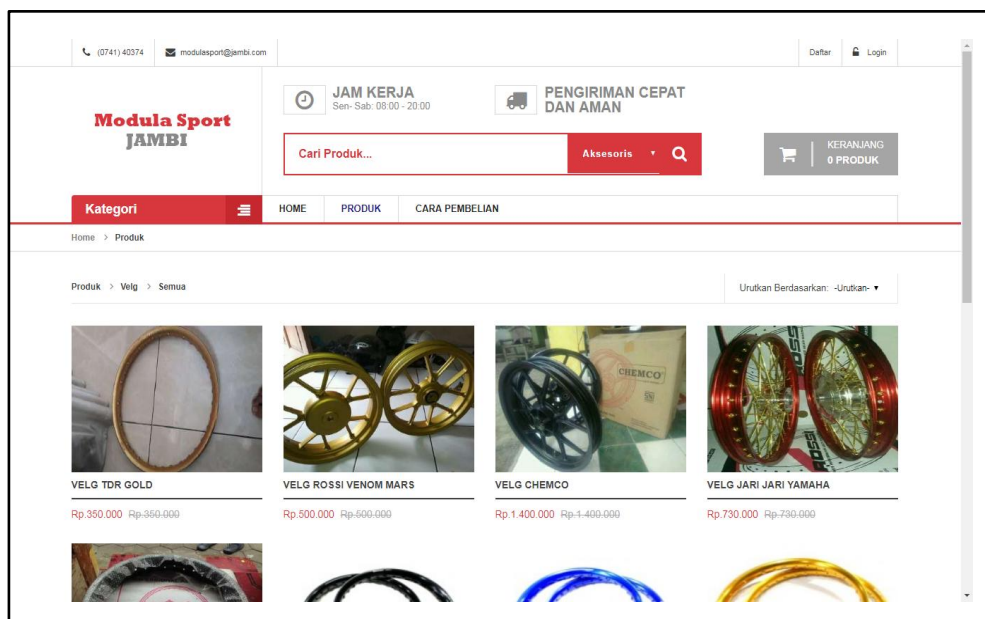 (0741) 40374 modulasport@jambi.com Daftar Login
Modula Sport
JAMBI
JAM KERJA
Sen- Sab: 08:00 - 20:00
PENGIRIMAN CEPAT
DAN AMAN
Cari Produk... Aksesoris
KERANJANG
0 PRODUK
Kategori HOME PRODUK CARA PEMBELIAN
Home > Produk
Produk > Velg > Semua Urutkan Berdasarkan: -Urutkan-
CHEMCO
ROSSI
ROSSI
VELG TDR GOLD
Rp.350.000 Rp.350.000
VELG ROSSI VENOM MARS
Rp.500.000 Rp.500.000
VELG CHEMCO
Rp.1.400.000 Rp.1.400.000
VELG JARI JARI YAMAHA
Rp.730.000 Rp.730.000